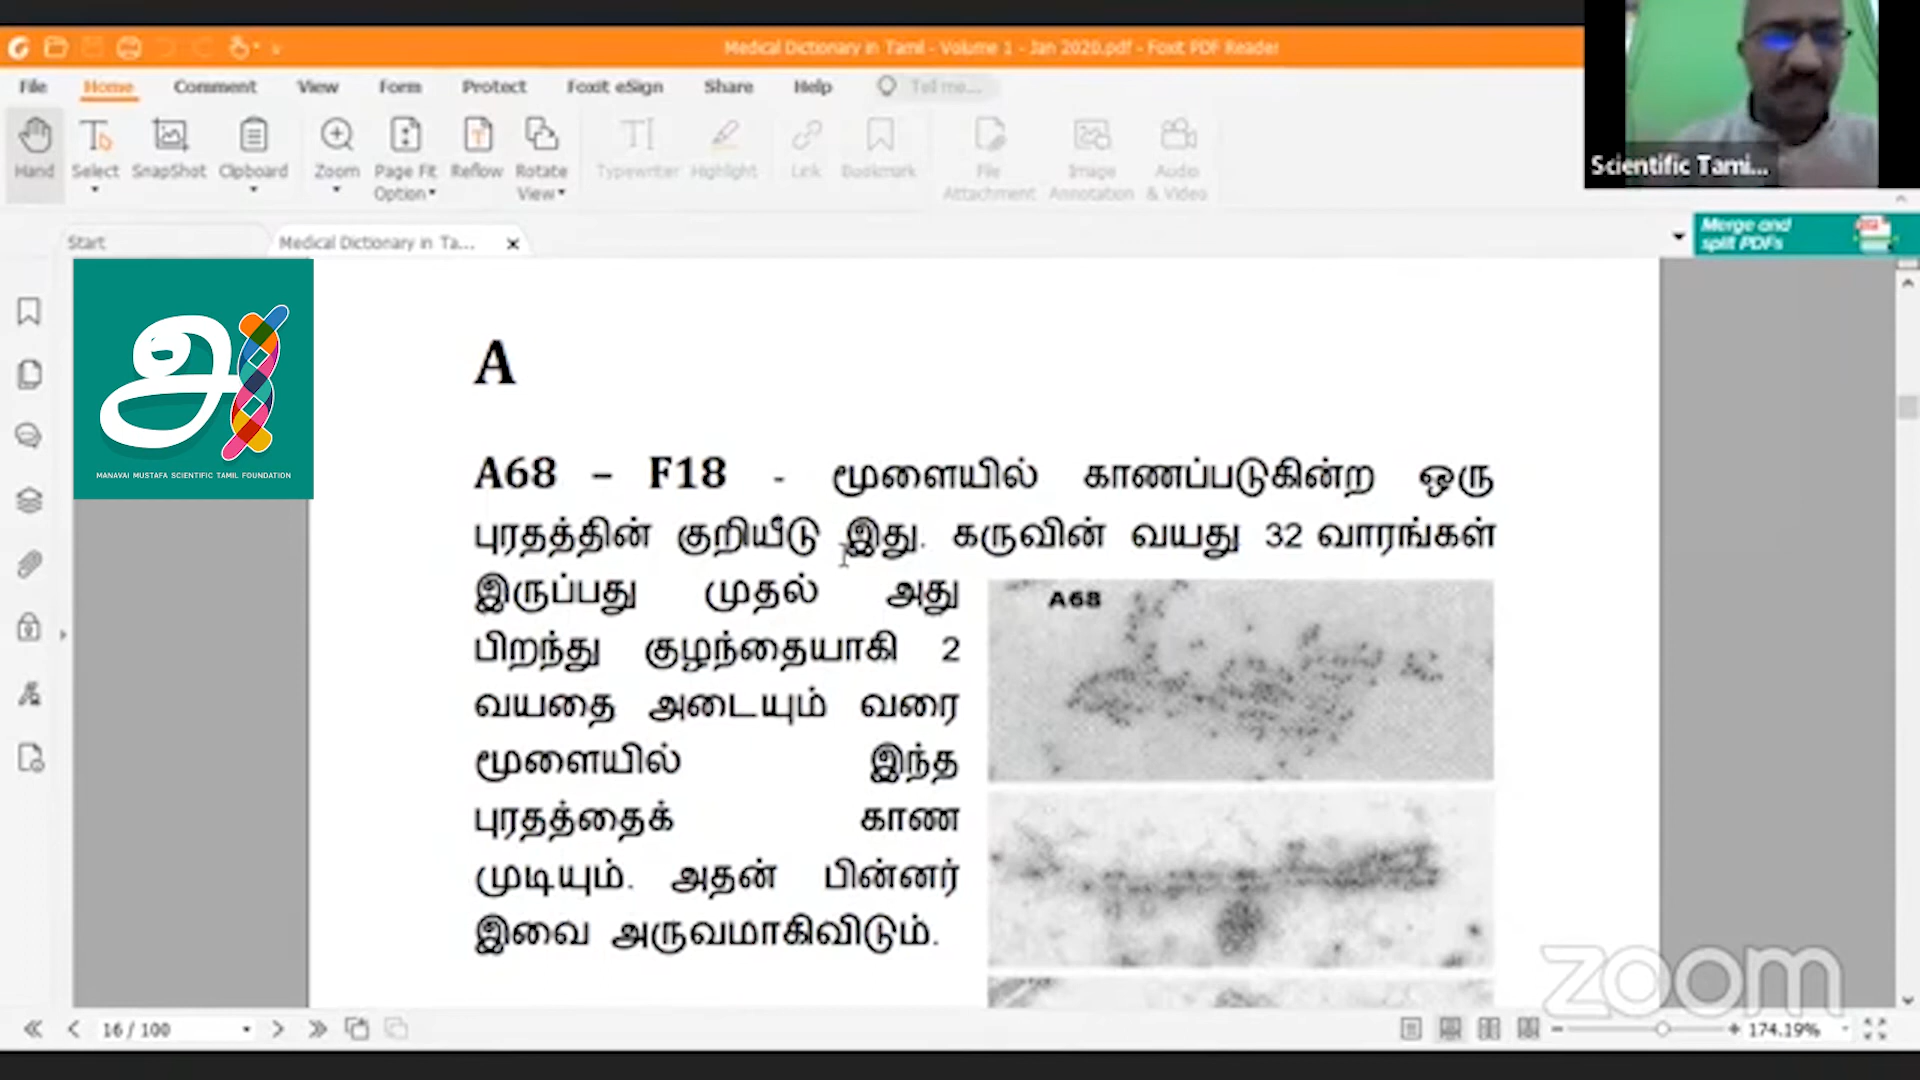 Medical Dictionary in Tamil - Volume 1 - Jan 2020.pdf - Foxit PDF Reader
File Home Comment View Form Protect Foxit eSign Share Help Tell me...
Hand Select SnapShot Clipboard Zoom Page Fit Option Reflow Rotate View Typewriter Highlight Link Bookmark File Attachment Image Annotation Audio & Video
Scientific Tami...
Start
Medical Dictionary in Ta...
Merge and
split PDFs
அ
MANAVAI MUSTAFA SCIENTIFIC TAMIL FOUNDATION
A
A68 – F18 - மூளையில் காணப்படுகின்ற ஒரு
புரதத்தின் குறியீடு இது. கருவின் வயது 32 வாரங்கள்
இருப்பது முதல் அது
பிறந்து குழந்தையாகி 2
வயதை அடையும் வரை
மூளையில் இந்த
புரதத்தைக் காண
முடியும். அதன் பின்னர்
இவை அருவமாகிவிடும்.
A68
zoom
16 / 100
174.19%